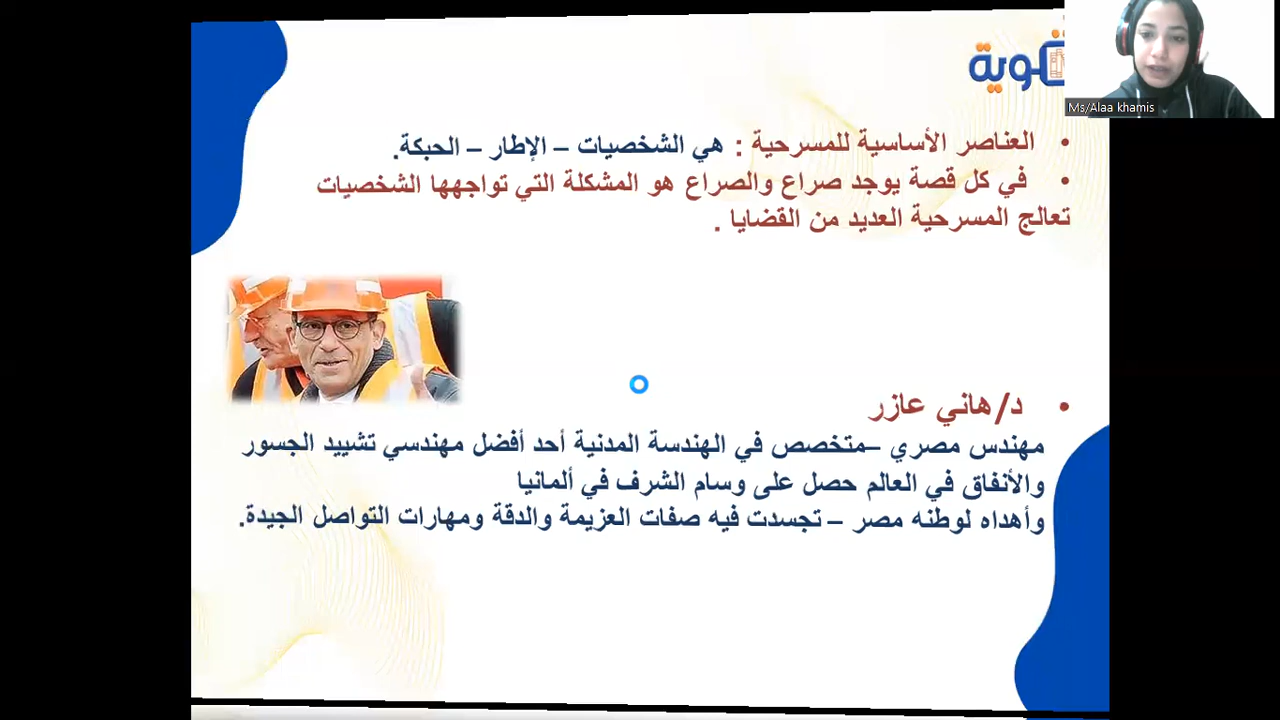 Ms/Alaa khamis
العناصر الأساسية للمسرحية : هي الشخصيات – الإطار – الحبكة.
في كل قصة يوجد صراع والصراع هو المشكلة التي تواجهها الشخصيات
تعالج المسرحية العديد من القضايا .
د/هاني عازر
مهندس مصري –متخصص في الهندسة المدنية أحد أفضل مهندسي تشييد الجسور
والأنفاق في العالم حصل على وسام الشرف في ألمانيا
وأهداه لوطنه مصر – تجسدت فيه صفات العزيمة والدقة ومهارات التواصل الجيدة.